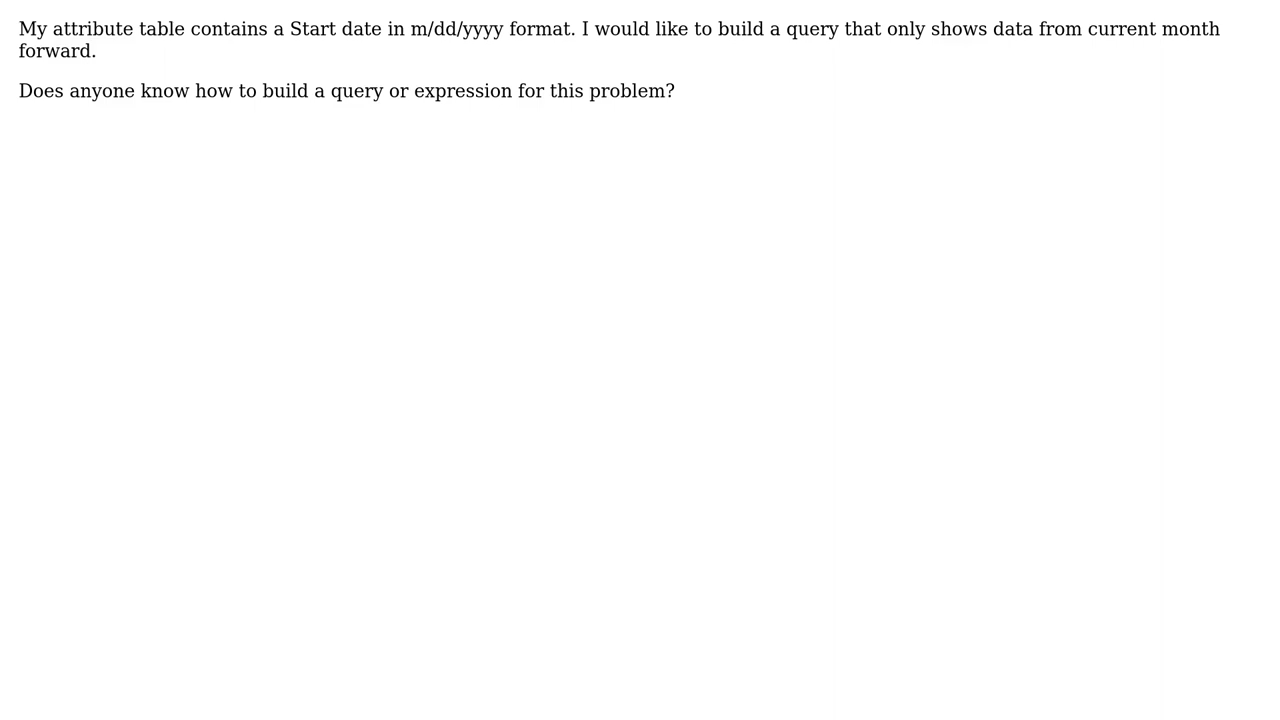 My attribute table contains a Start date in m/dd/yyyy format. I would like to build a query that only shows data from current month
forward.
Does anyone know how to build a query or expression for this problem?